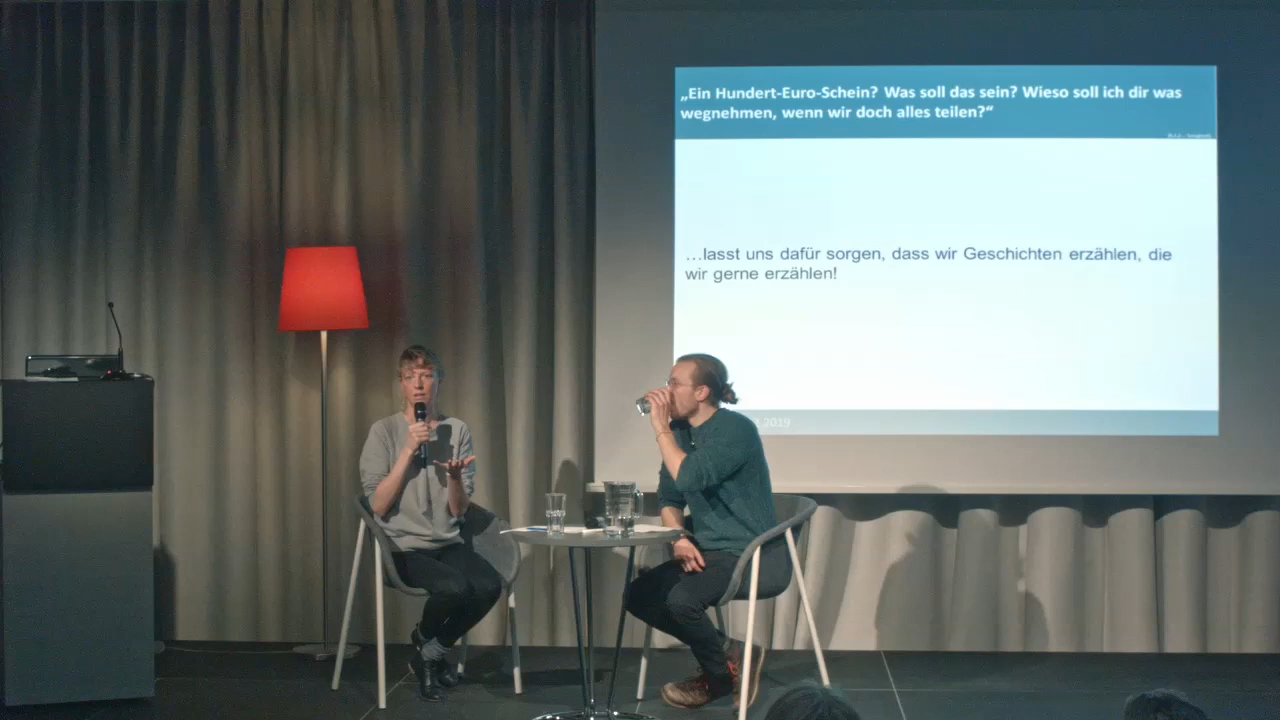 „Ein Hundert-Euro-Schein? Was soll das sein? Wieso soll ich dir was
wegnehmen, wenn wir doch alles teilen?“
…lasst uns dafür sorgen, dass wir Geschichten erzählen, die
wir gerne erzählen!
2019